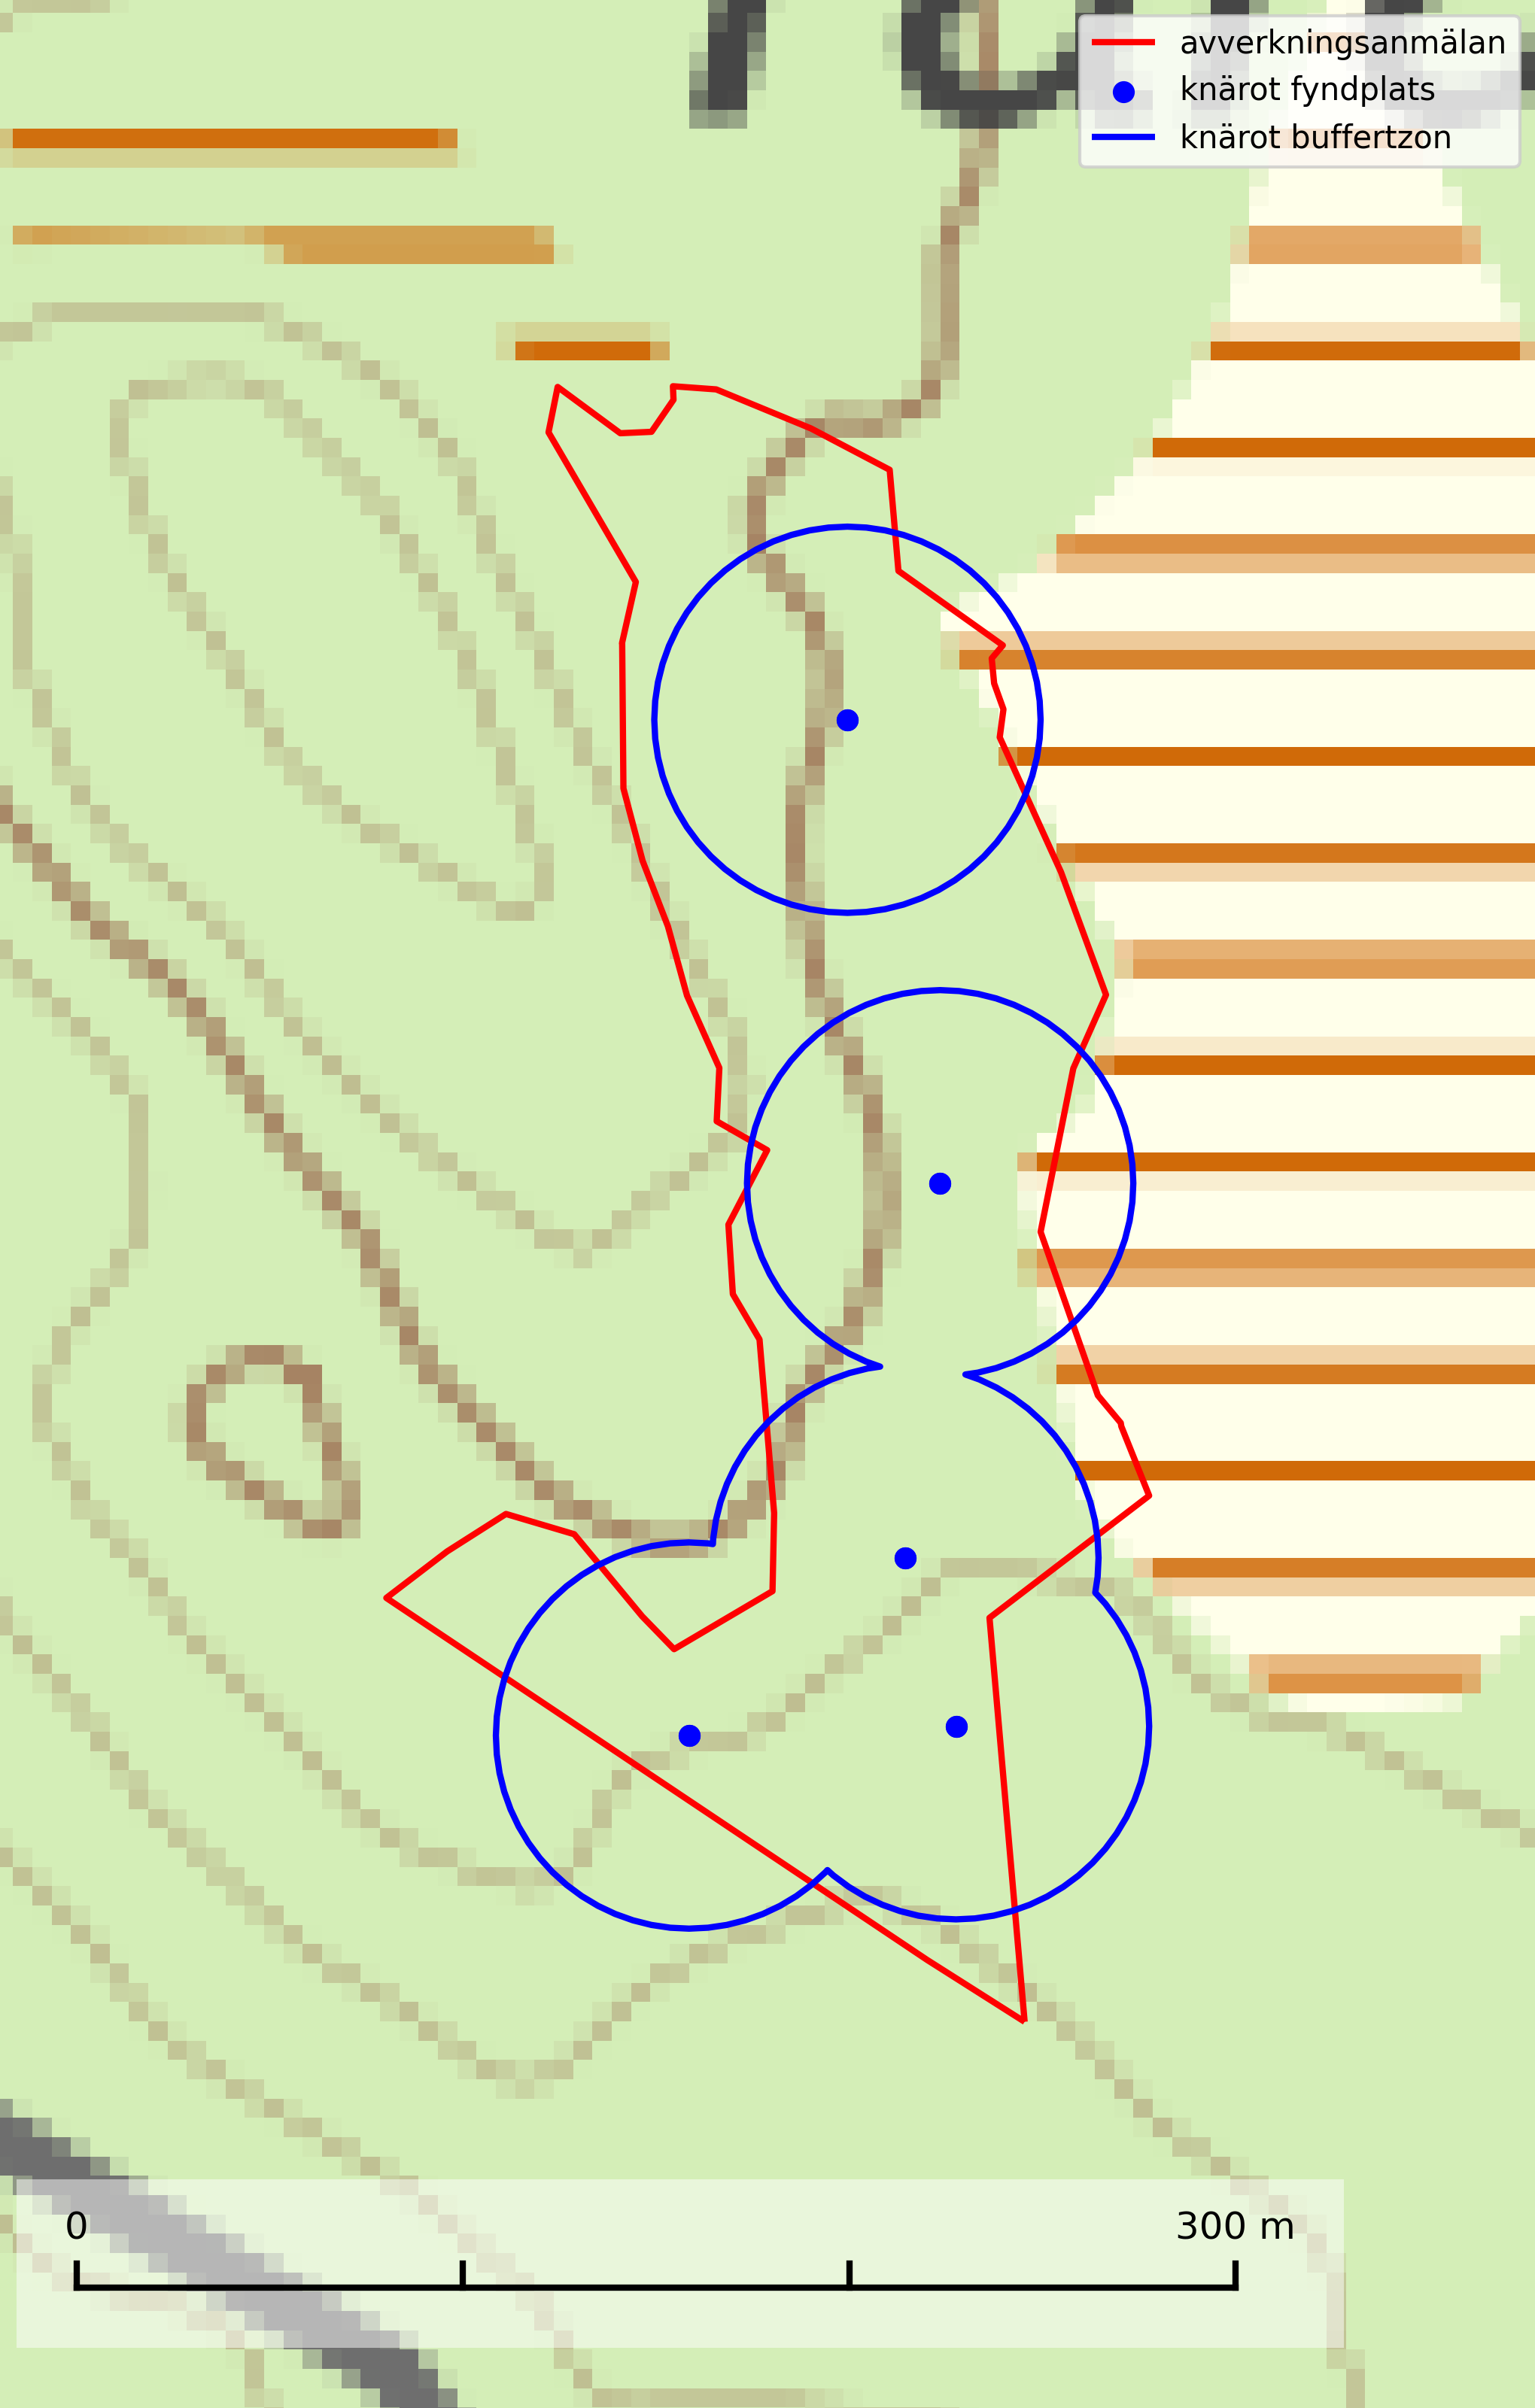 avverkningsanmälan
knärot fyndplats
knärot buffertzon
0 300 m